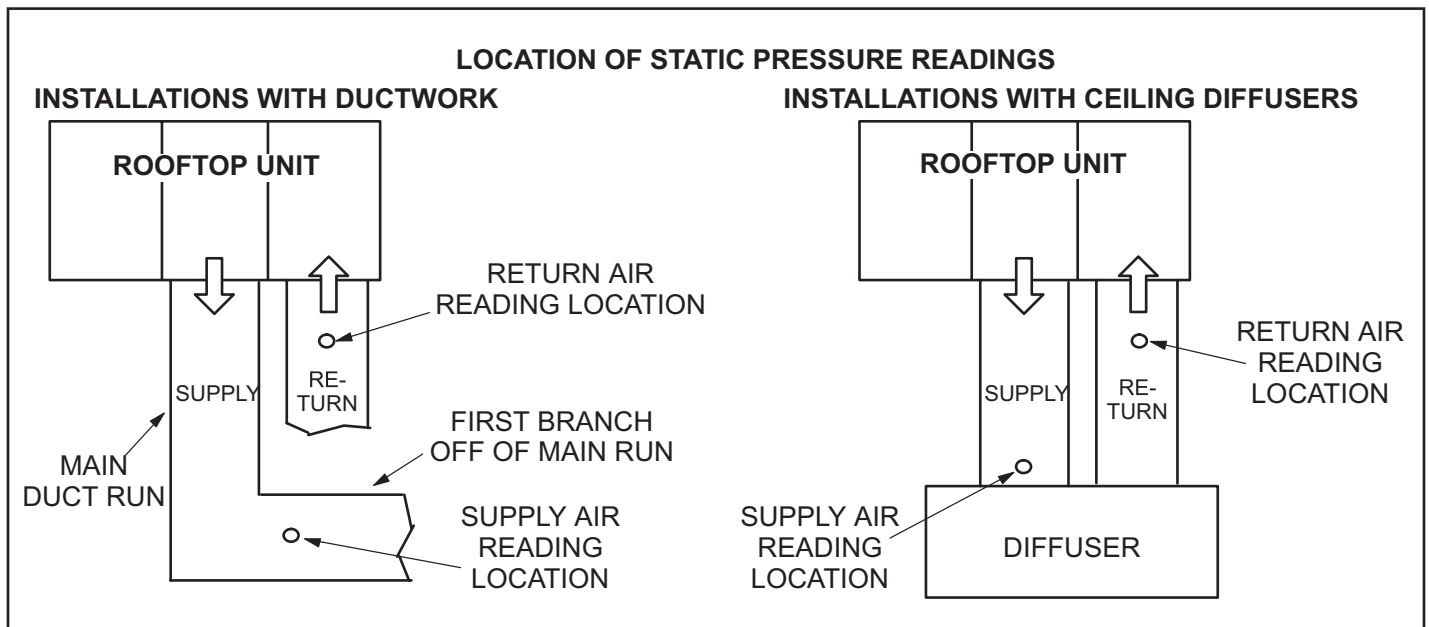 LOCATION OF STATIC PRESSURE READINGS
INSTALLATIONS WITH DUCTWORK
ROOFTOP UNIT
RETURN AIR
READING LOCATION
SUPPLY
RE-
TURN
FIRST BRANCH
OFF OF MAIN RUN
MAIN
DUCT RUN
SUPPLY AIR
READING
LOCATION
INSTALLATIONS WITH CEILING DIFFUSERS
ROOFTOP UNIT
RETURN AIR
READING
LOCATION
SUPPLY
RE-
TURN
SUPPLY AIR
READING
LOCATION
DIFFUSER